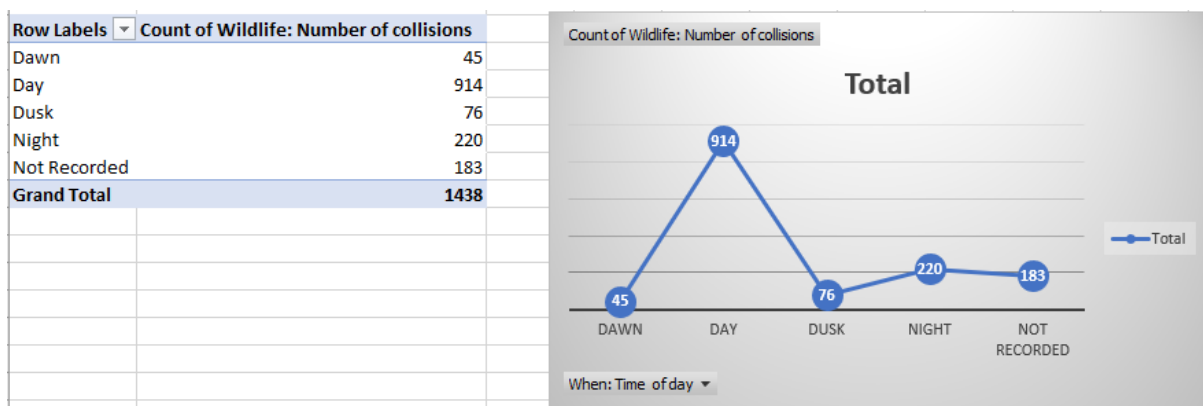 Row Labels Count of Wildlife: Number of collisions
Dawn 45
Day 914
Dusk 76
Night 220
Not Recorded 183
Grand Total 1438
Count of Wildlife: Number of collisions
Total
914
45
76
220
183
Total
DAWN DAY DUSK NIGHT NOT
RECORDED
When: Time of day